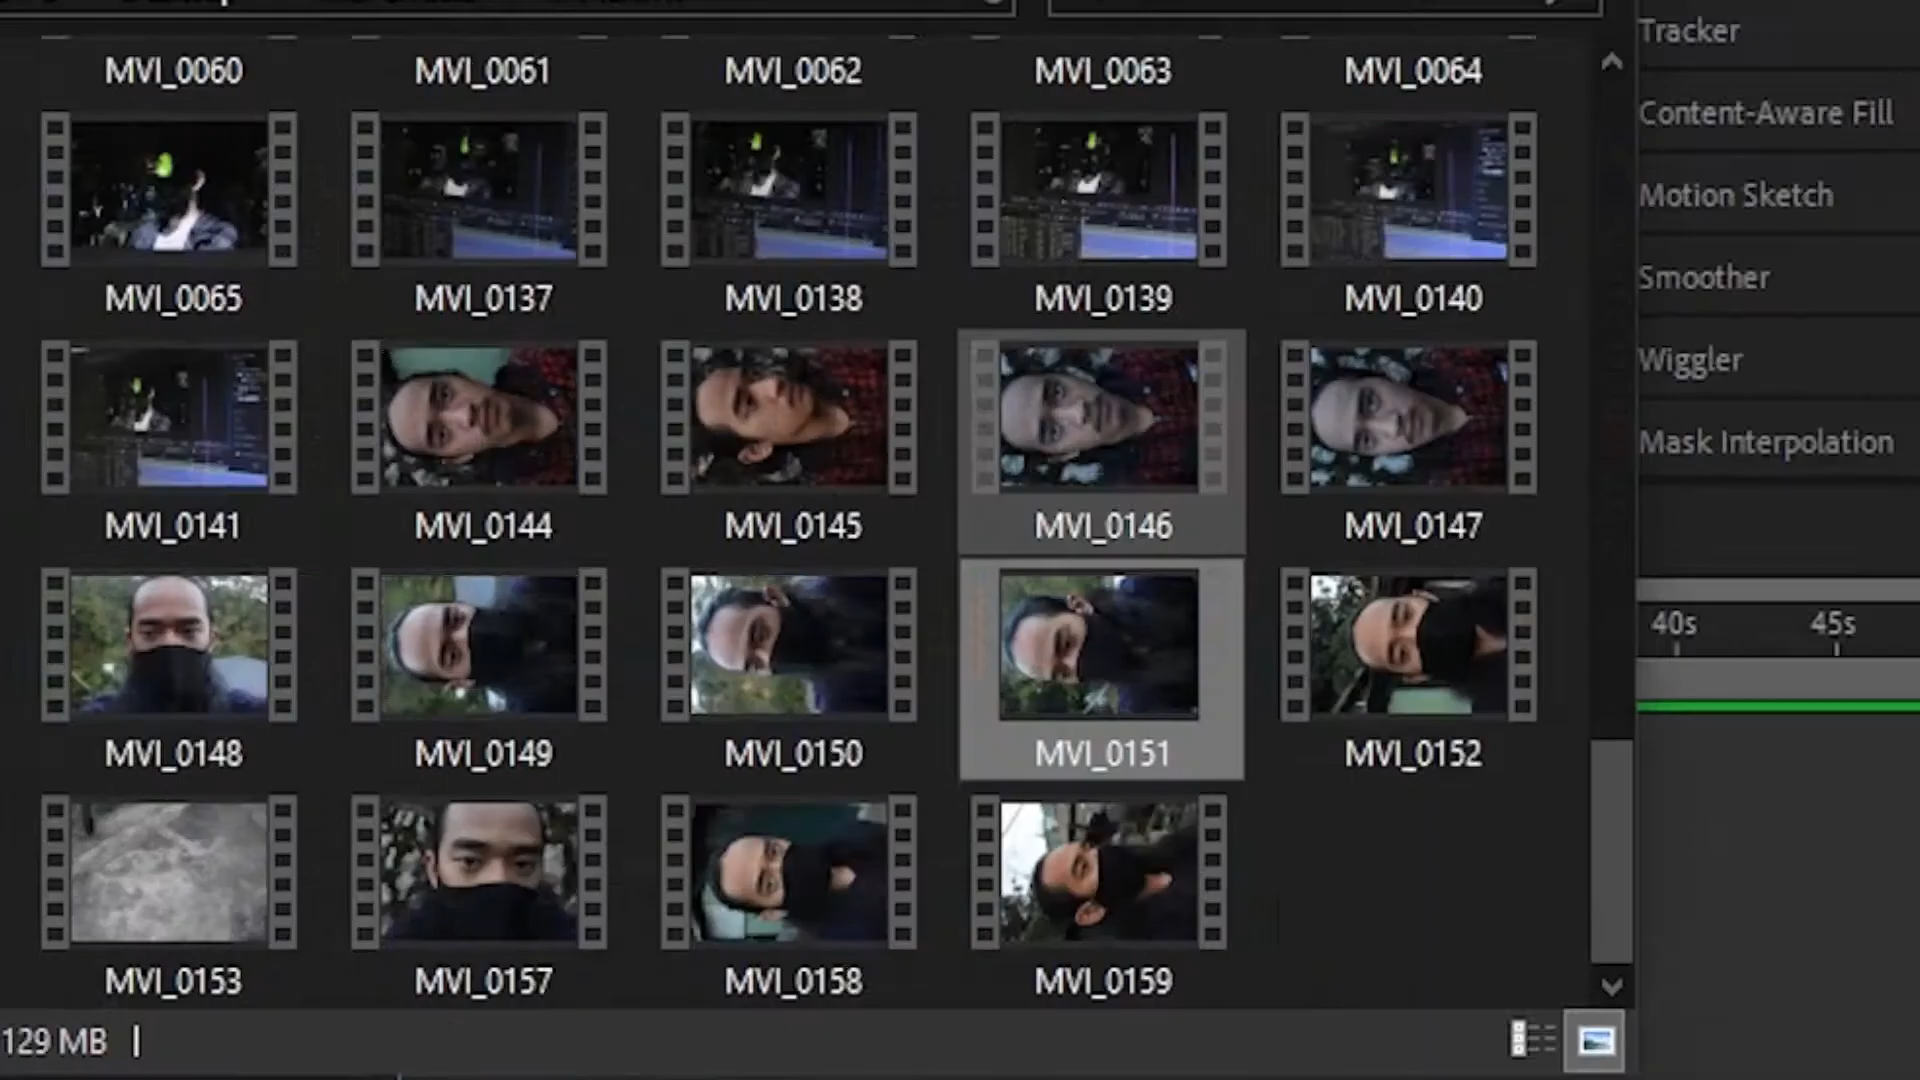 MVI_0060 MVI_0061 MVI_0062 MVI_0063 MVI_0064
MVI_0065 MVI_0137 MVI_0138 MVI_0139 MVI_0140
MVI_0141 MVI_0144 MVI_0145 MVI_0146 MVI_0147
MVI_0148 MVI_0149 MVI_0150 MVI_0151 MVI_0152
MVI_0153 MVI_0157 MVI_0158 MVI_0159
129 MB
Tracker
Content-Aware Fill
Motion Sketch
Smoother
Wiggler
Mask Interpolation
40s 45s